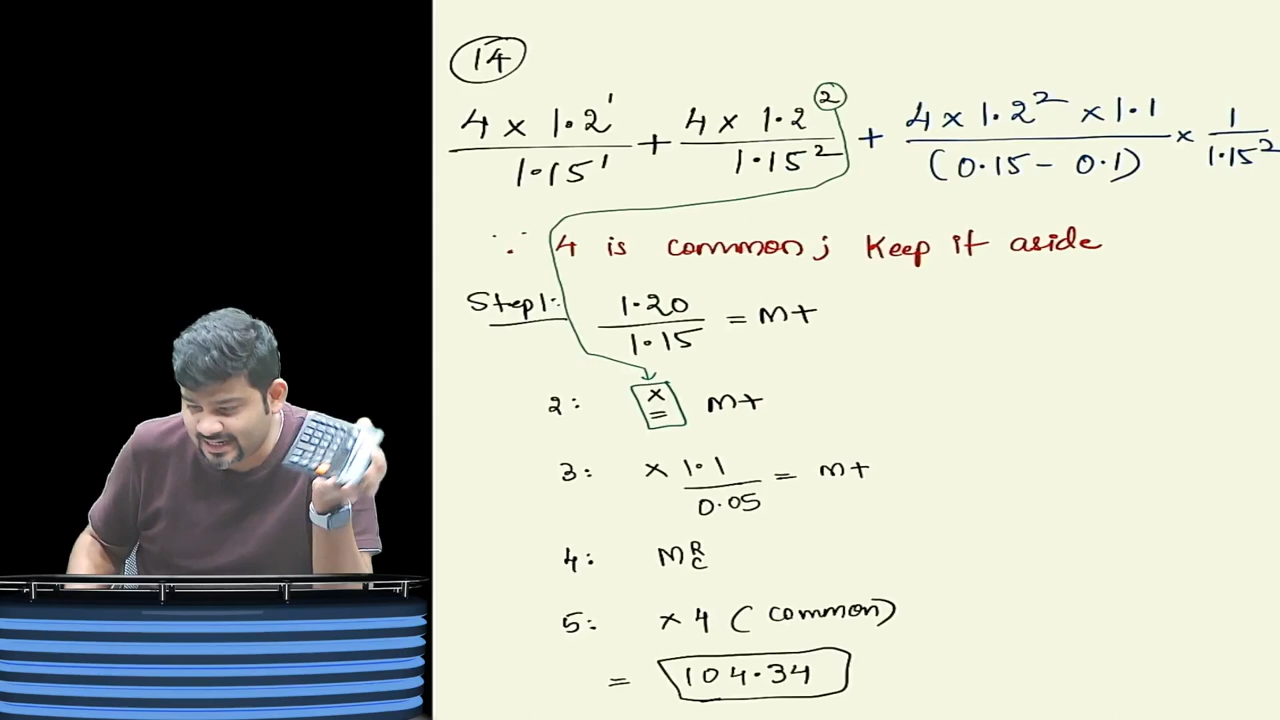 14
4 × 1.2¹ / 1.15¹ + 4 × 1.2² / 1.15² + 4 × 1.2² × 1.1 / (0.15 - 0.1) × 1 / 1.15²
∵ 4 is common; Keep it aside
Step1: 1.20 / 1.15 = M+
2: × = M+
3: × 1.1 / 0.05 = M+
4: MRC
5: × 4 (common)
= 104.34